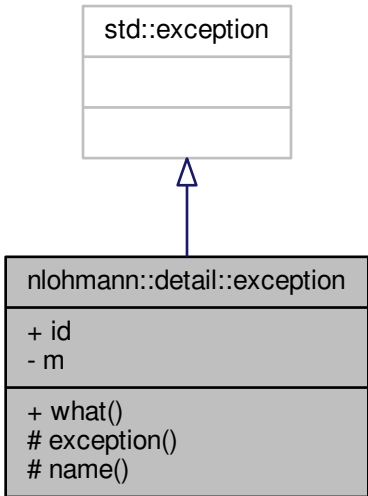 std::exception
nlohmann::detail::exception
+ id
- m
+ what()
# exception()
# name()